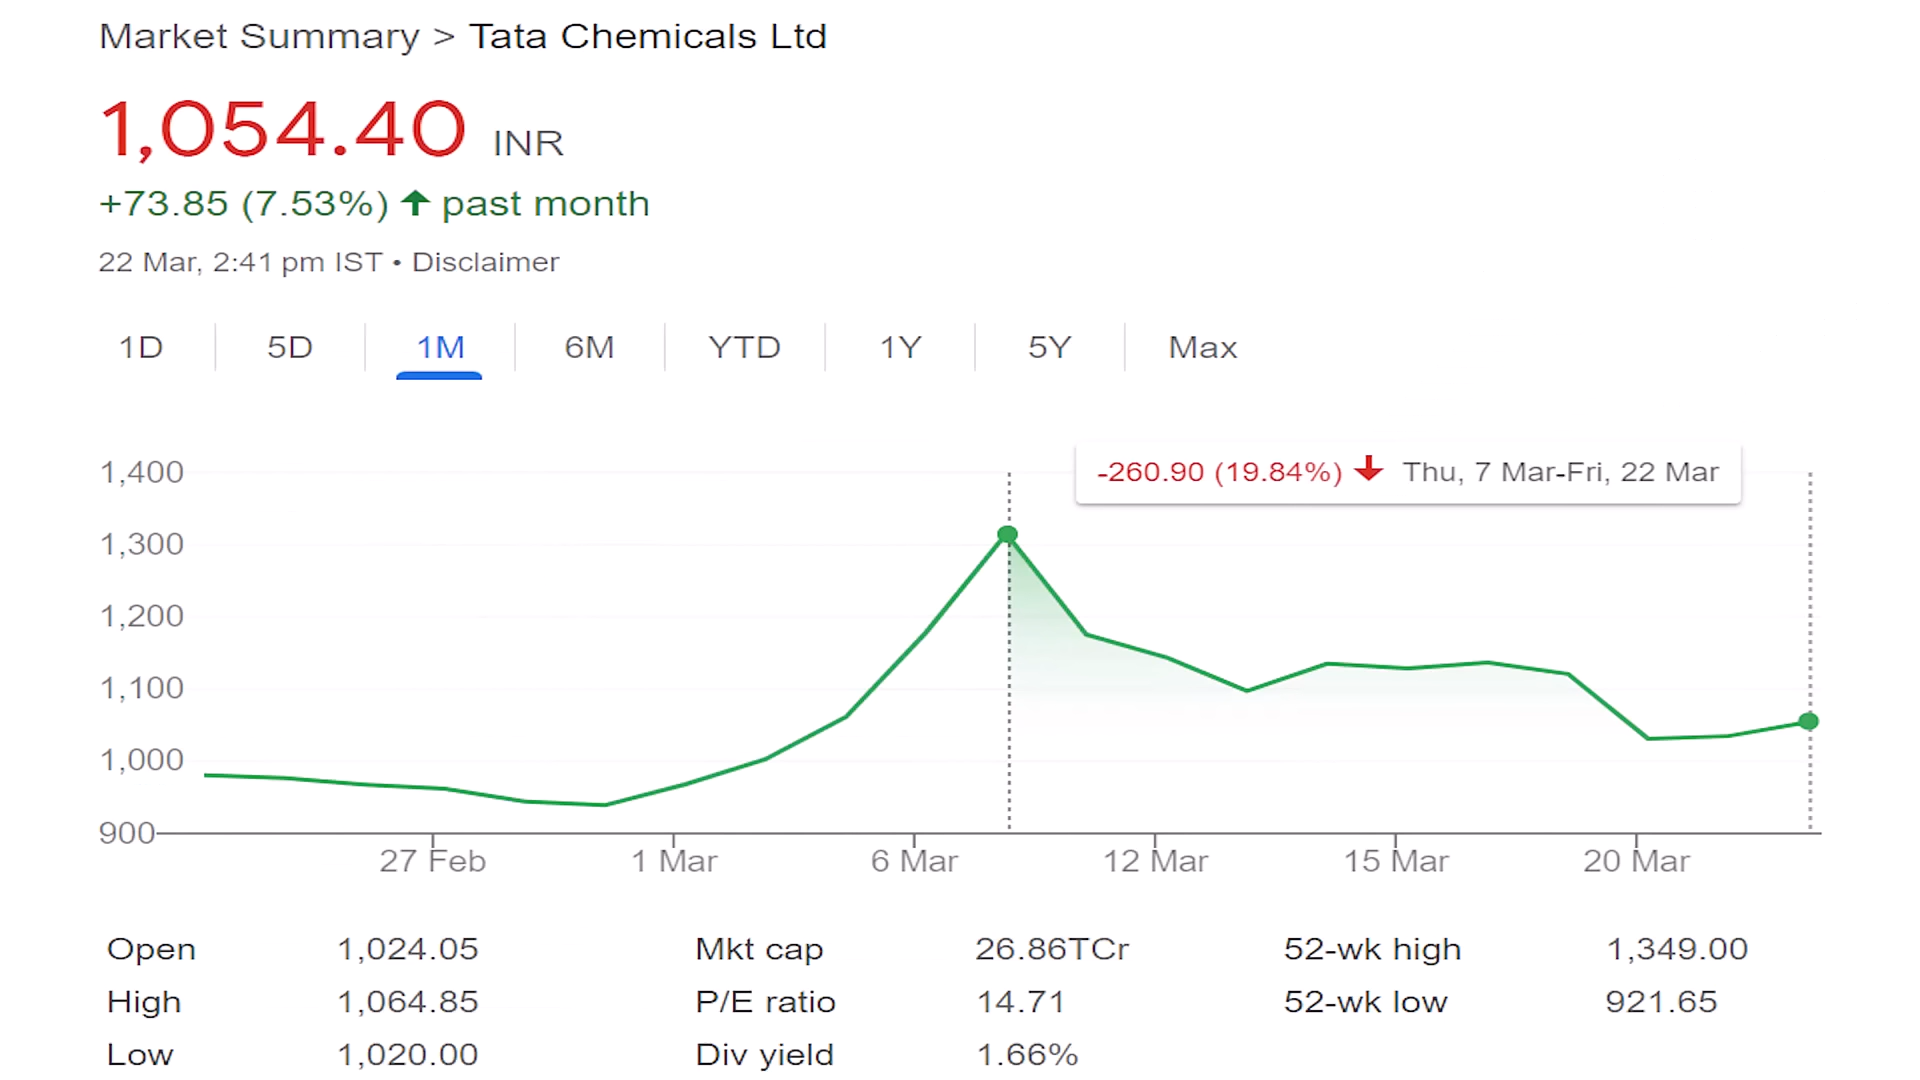 Market Summary > Tata Chemicals Ltd
1,054.40 INR
+73.85 (7.53%) ↑ past month
22 Mar, 2:41 pm IST • Disclaimer
1D 5D 1M 6M YTD 1Y 5Y Max
-260.90 (19.84%) ↓ Thu, 7 Mar-Fri, 22 Mar
1,400
1,300
1,200
1,100
1,000
900
27 Feb 1 Mar 6 Mar 12 Mar 15 Mar 20 Mar
Open 1,024.05 Mkt cap 26.86TCr 52-wk high 1,349.00
High 1,064.85 P/E ratio 14.71 52-wk low 921.65
Low 1,020.00 Div yield 1.66%